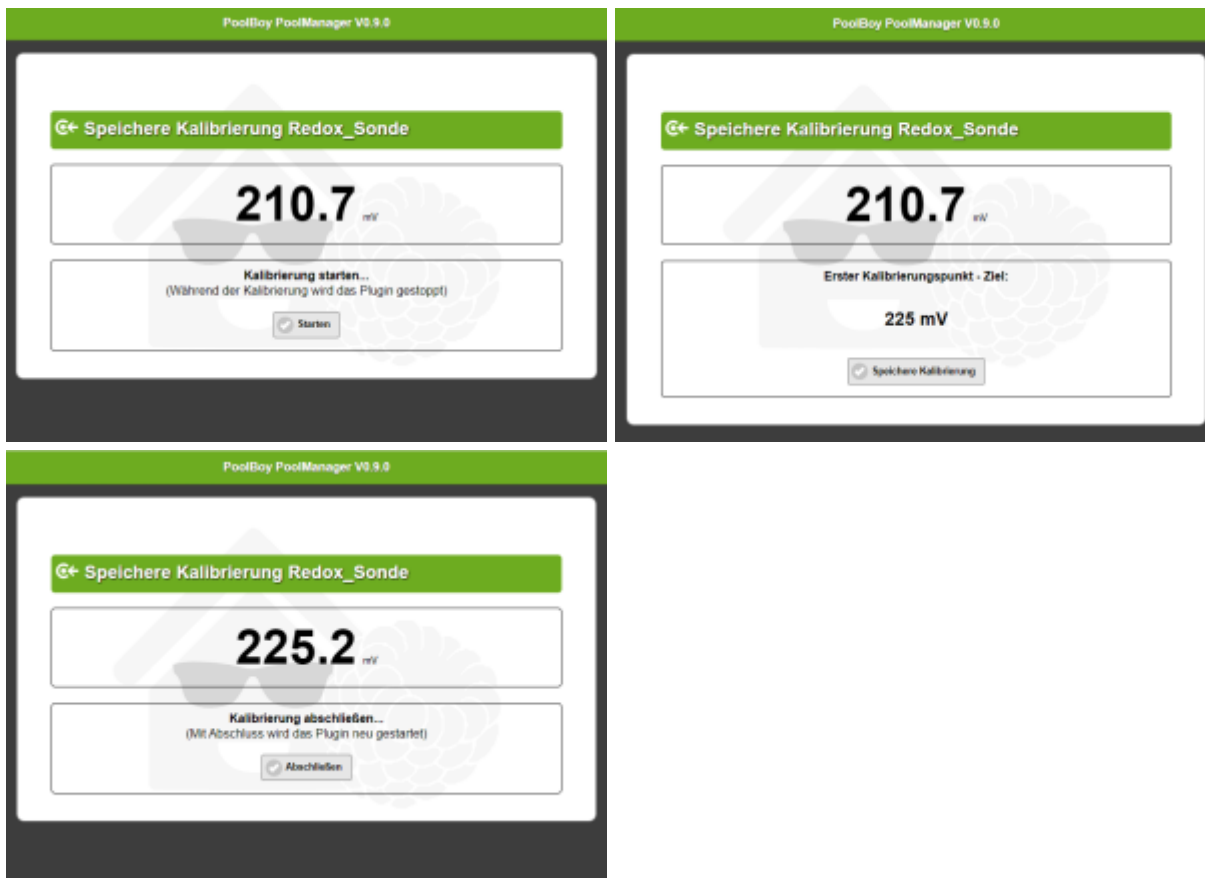 PoolBoy PoolManager V0.9.0
Speichere Kalibrierung Redox_Sonde
210.7 mV
Kalibrierung starten...
(Während der Kalibrierung wird das Plugin gestoppt)
Starten
PoolBoy PoolManager V0.9.0
Speichere Kalibrierung Redox_Sonde
210.7 mV
Erster Kalibrierungspunkt - Ziel:
225 mV
Speichere Kalibrierung
PoolBoy PoolManager V0.9.0
Speichere Kalibrierung Redox_Sonde
225.2 mV
Kalibrierung abschließen...
(Mit Abschluss wird das Plugin neu gestartet)
Abschließen